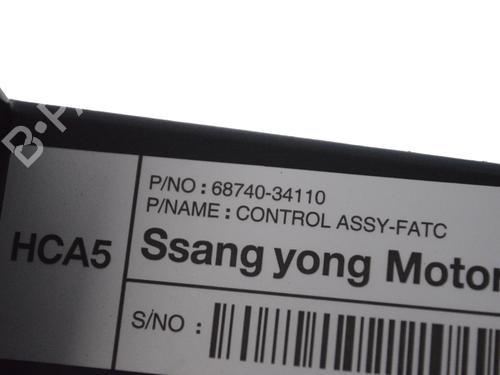 P/NO : 68740-34110
P/NAME : CONTROL ASSY-FATC
HCA5
Ssang yong Motor
S/NO :